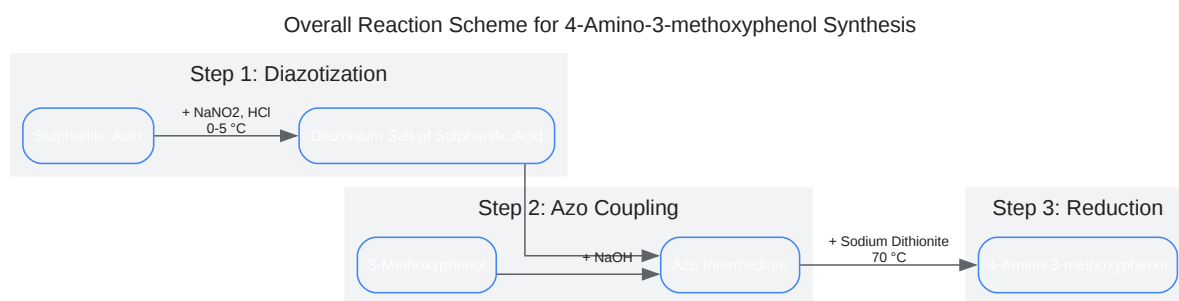 Overall Reaction Scheme for 4-Amino-3-methoxyphenol Synthesis
Step 1: Diazotization
Sulphanilic Acid
+ NaNO2, HCl
0-5 °C
Diazonium Salt of Sulphanilic Acid
Step 2: Azo Coupling
3-Methoxyphenol
+ NaOH
Azo Intermediate
+ Sodium Dithionite
70 °C
Step 3: Reduction
4-Amino-3-methoxyphenol